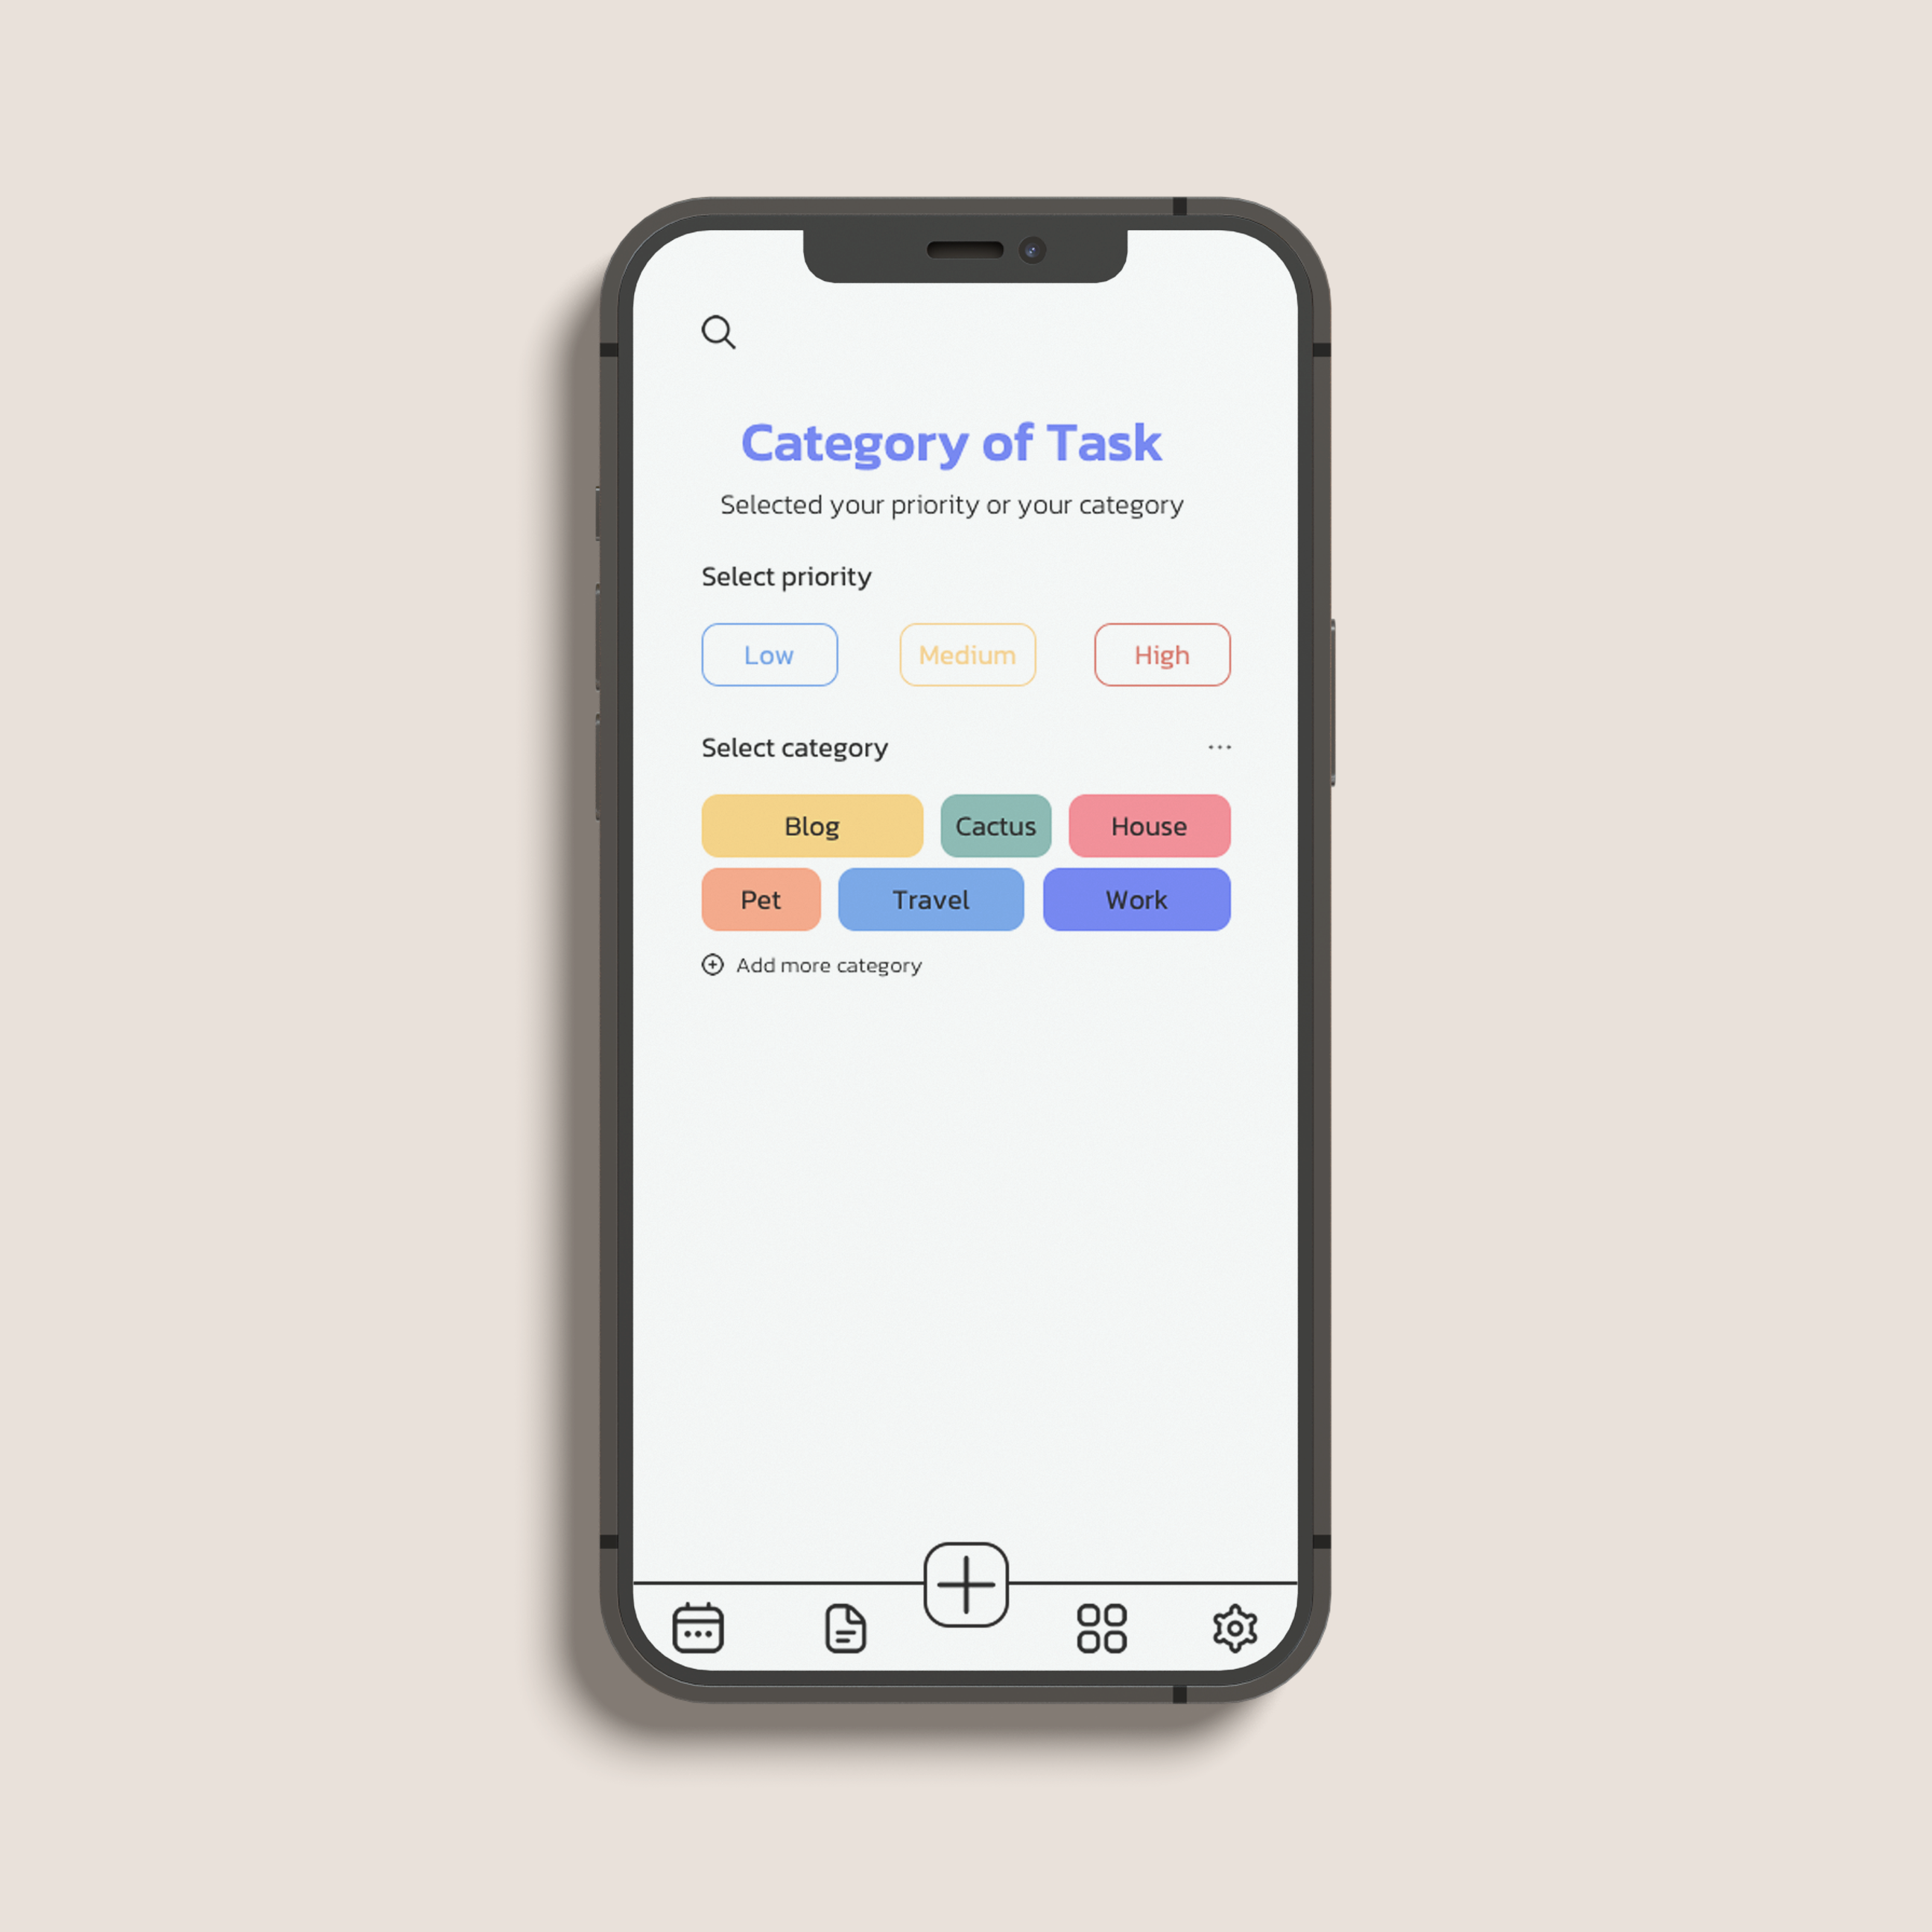 Category of Task
Selected your priority or your category
Select priority
Low Medium High
Select category
Blog Cactus House
Pet Travel Work
Add more category